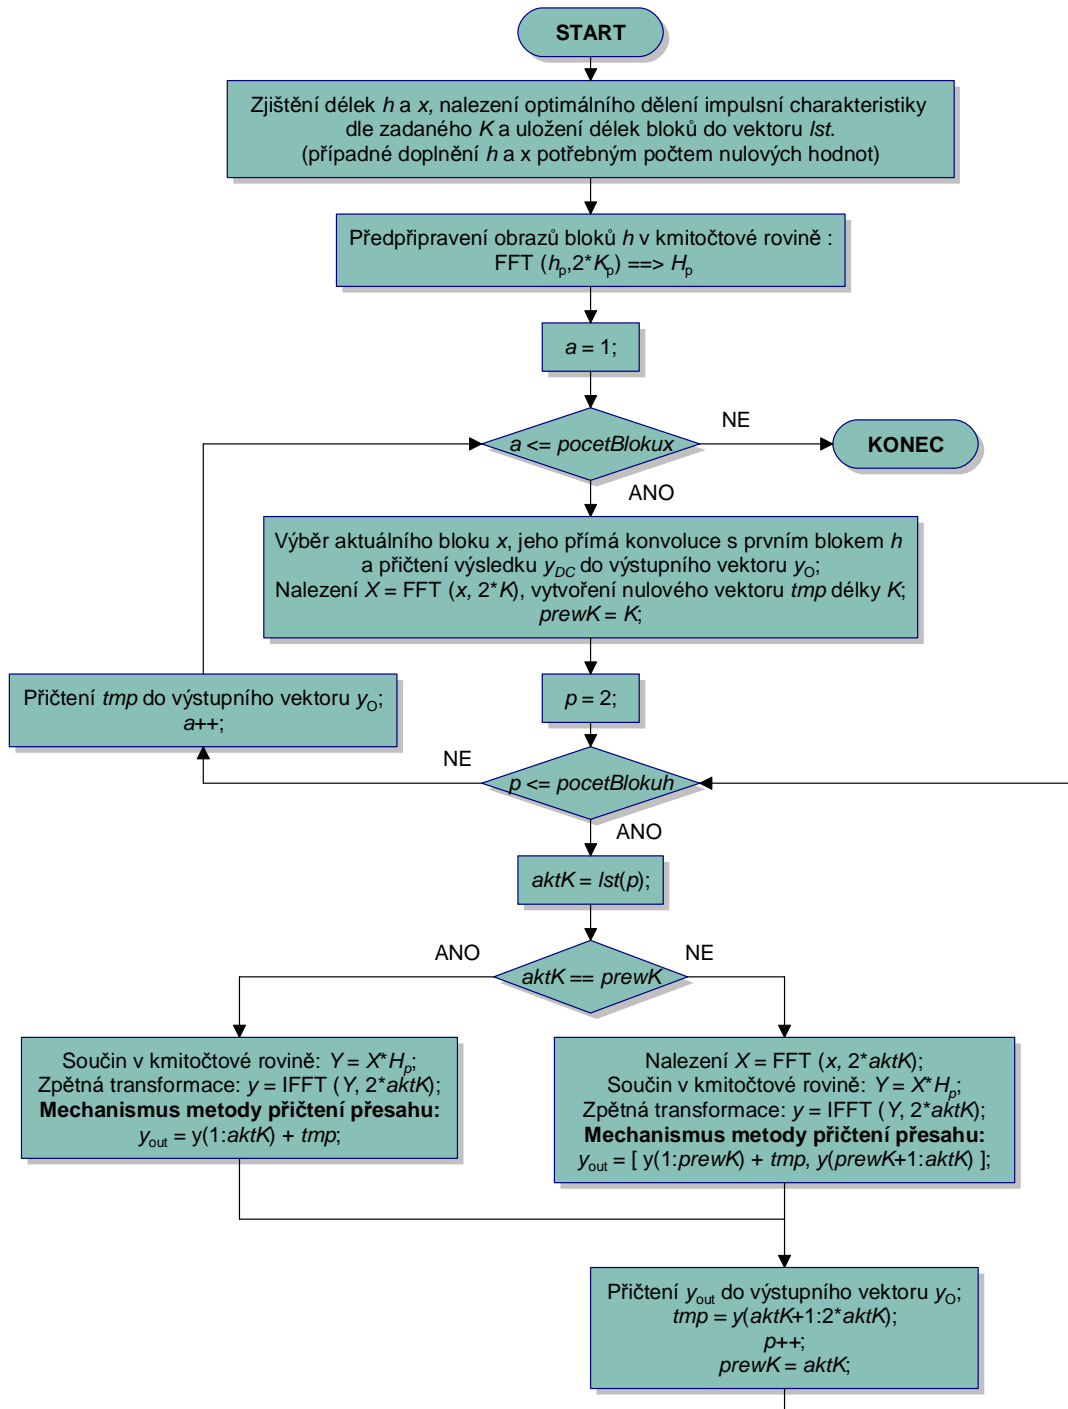 START
Zjištění délek h a x, nalezení optimálního dělení impulsní charakteristiky
dle zadaného K a uložení délek bloků do vektoru lst.
(případné doplnění h a x potřebným počtem nulových hodnot)
Předpřipravení obrazů bloků h v kmitočtové rovině :
FFT (hp,2*Kp) ==> Hp
a = 1;
a <= pocetBlokux
NE
KONEC
ANO
Výběr aktuálního bloku x, jeho přímá konvoluce s prvním blokem h
a přičtení výsledku yDC do výstupního vektoru yO;
Nalezení X = FFT (x, 2*K), vytvoření nulového vektoru tmp délky K;
prewK = K;
Přičtení tmp do výstupního vektoru yO;
a++;
p = 2;
NE
p <= pocetBlokuh
ANO
aktK = lst(p);
ANO
aktK == prewK
NE
Součin v kmitočtové rovině: Y = X*Hp;
Zpětná transformace: y = IFFT (Y, 2*aktK);
Mechanismus metody přičtení přesahu:
yout = y(1:aktK) + tmp;
Nalezení X = FFT (x, 2*aktK);
Součin v kmitočtové rovině: Y = X*Hp;
Zpětná transformace: y = IFFT (Y, 2*aktK);
Mechanismus metody přičtení přesahu:
yout = [ y(1:prewK) + tmp, y(prewK+1:aktK) ];
Přičtení yout do výstupního vektoru yO;
tmp = y(aktK+1:2*aktK);
p++;
prewK = aktK;